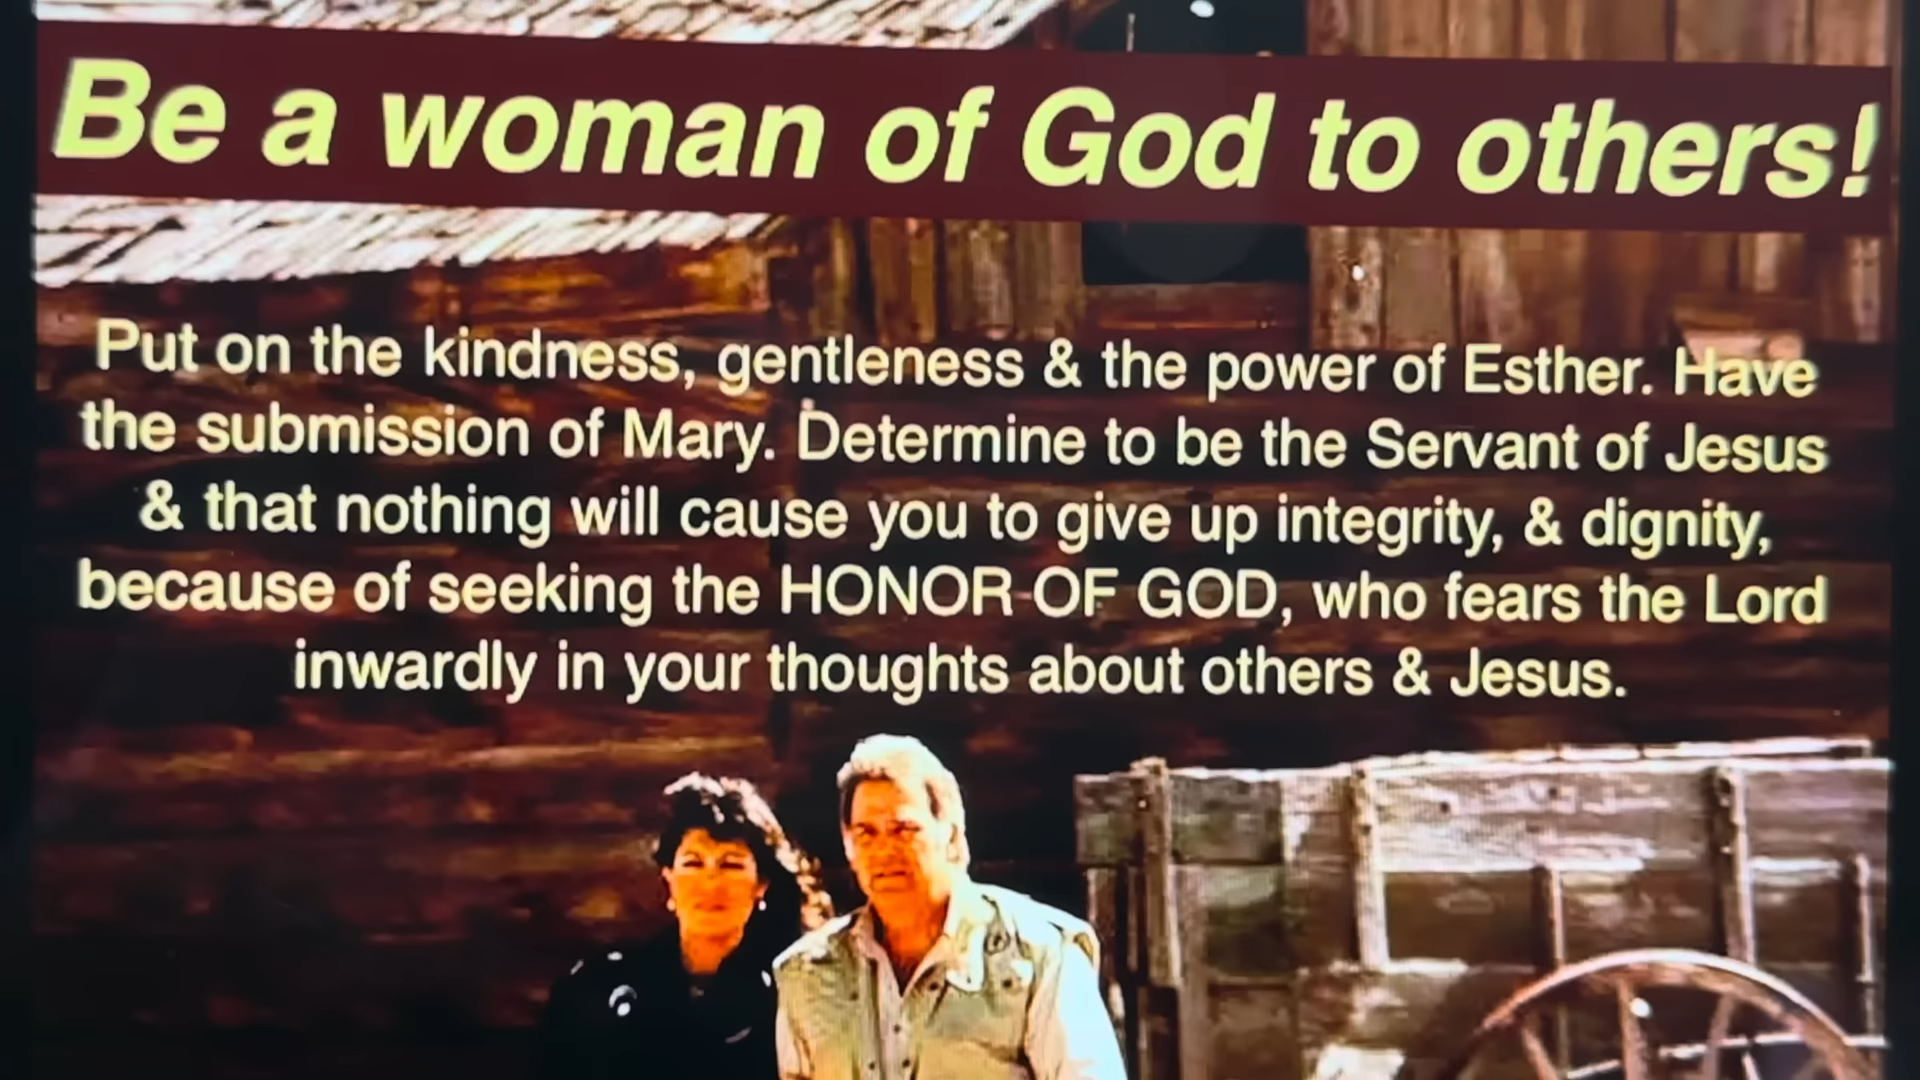 Be a woman of God to others!
Put on the kindness, gentleness & the power of Esther. Have
the submission of Mary. Determine to be the Servant of Jesus
& that nothing will cause you to give up integrity, & dignity,
because of seeking the HONOR OF GOD, who fears the Lord
inwardly in your thoughts about others & Jesus.